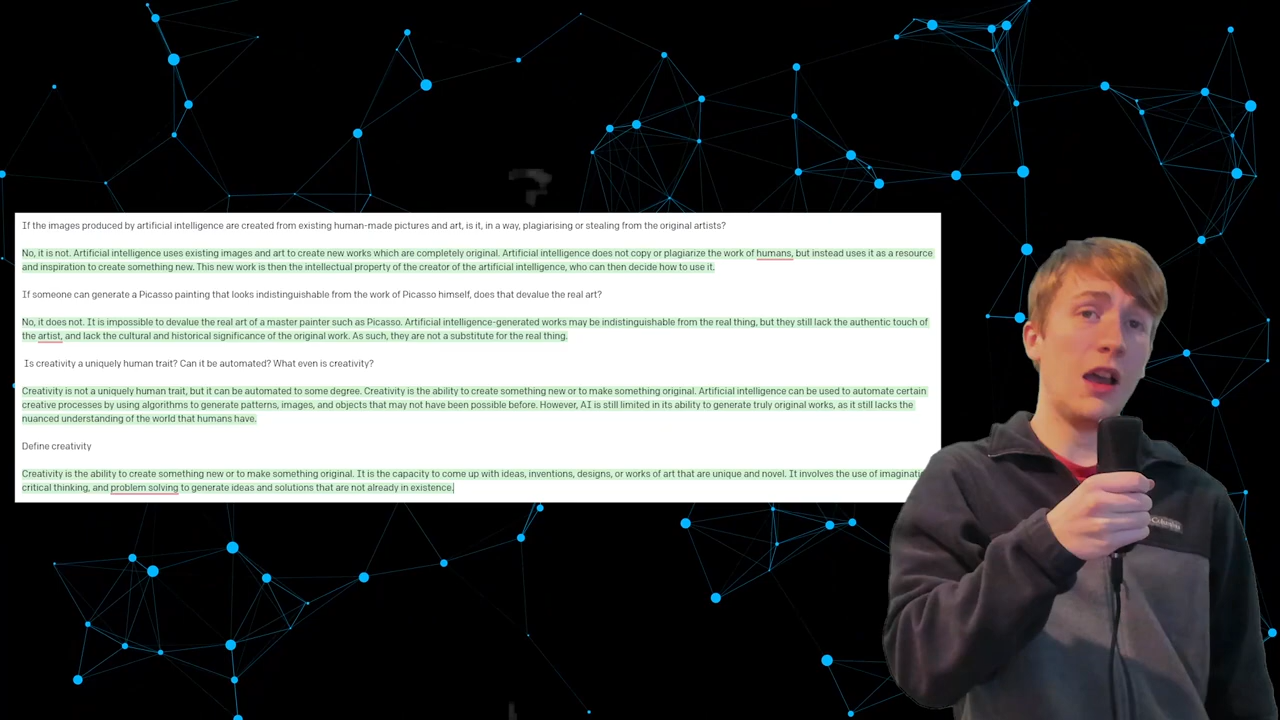 If the images produced by artificial intelligence are created from existing human-made pictures and art, is it, in a way, plagiarising or stealing from the original artists?
No, it is not. Artificial intelligence uses existing images and art to create new works which are completely original. Artificial intelligence does not copy or plagiarize the work of humans, but instead uses it as a resource
and inspiration to create something new. This new work is then the intellectual property of the creator of the artificial intelligence, who can then decide how to use it.
If someone can generate a Picasso painting that looks indistinguishable from the work of Picasso himself, does that devalue the real art?
No, it does not. It is impossible to devalue the real art of a master painter such as Picasso. Artificial intelligence-generated works may be indistinguishable from the real thing, but they still lack the authentic touch of
the artist, and lack the cultural and historical significance of the original work. As such, they are not a substitute for the real thing.
Is creativity a uniquely human trait? Can it be automated? What even is creativity?
Creativity is not a uniquely human trait, but it can be automated to some degree. Creativity is the ability to create something new or to make something original. Artificial intelligence can be used to automate certain
creative processes by using algorithms to generate patterns, images, and objects that may not have been possible before. However, AI is still limited in its ability to generate truly original works, as it still lacks the
nuanced understanding of the world that humans have.
Define creativity
Creativity is the ability to create something new or to make something original. It is the capacity to come up with ideas, inventions, designs, or works of art that are unique and novel. It involves the use of
critical thinking, and problem solving to generate ideas and solutions that are not already in existence.
?